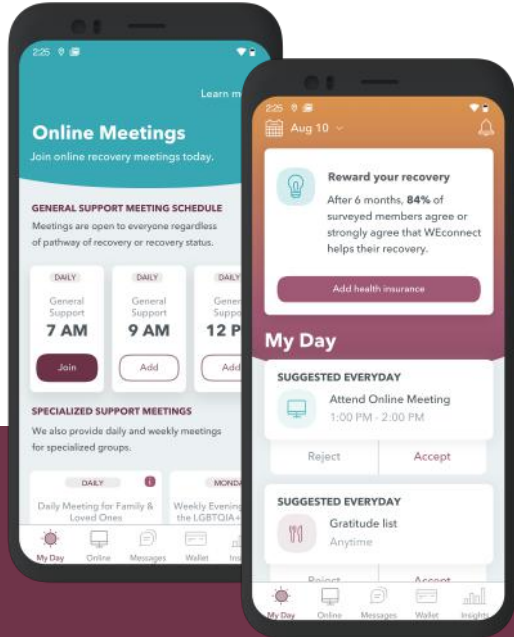 2:25
Learn
Online Meetings
Join online recovery meetings today.
GENERAL SUPPORT MEETING SCHEDULE
Meetings are open to everyone regardless
of pathway of recovery or recovery status.
DAILY
General
Support
7 AM
Join
DAILY
General
Support
9 AM
Add
DAILY
Support
12 P
Add
SPECIALIZED SUPPORT MEETINGS
We also provide daily and weekly meetings
for specialized groups.
DAILY
Daily Meeting for Family &
Loved Ones
Weekly Evening
the LGBTQIA+
My Day
Online
Messages
Wallet
2:25
Aug 10
Reward your recovery
After 6 months, 84% of
surveyed members agree or
strongly agree that WEconnect
helps their recovery.
Add health insurance
My Day
SUGGESTED EVERYDAY
Attend Online Meeting
1:00 PM - 2:00 PM
Reject
Accept
SUGGESTED EVERYDAY
Gratitude list
Anytime
Reject
Accept
My Day
Online
Messages
Wallet
Insights